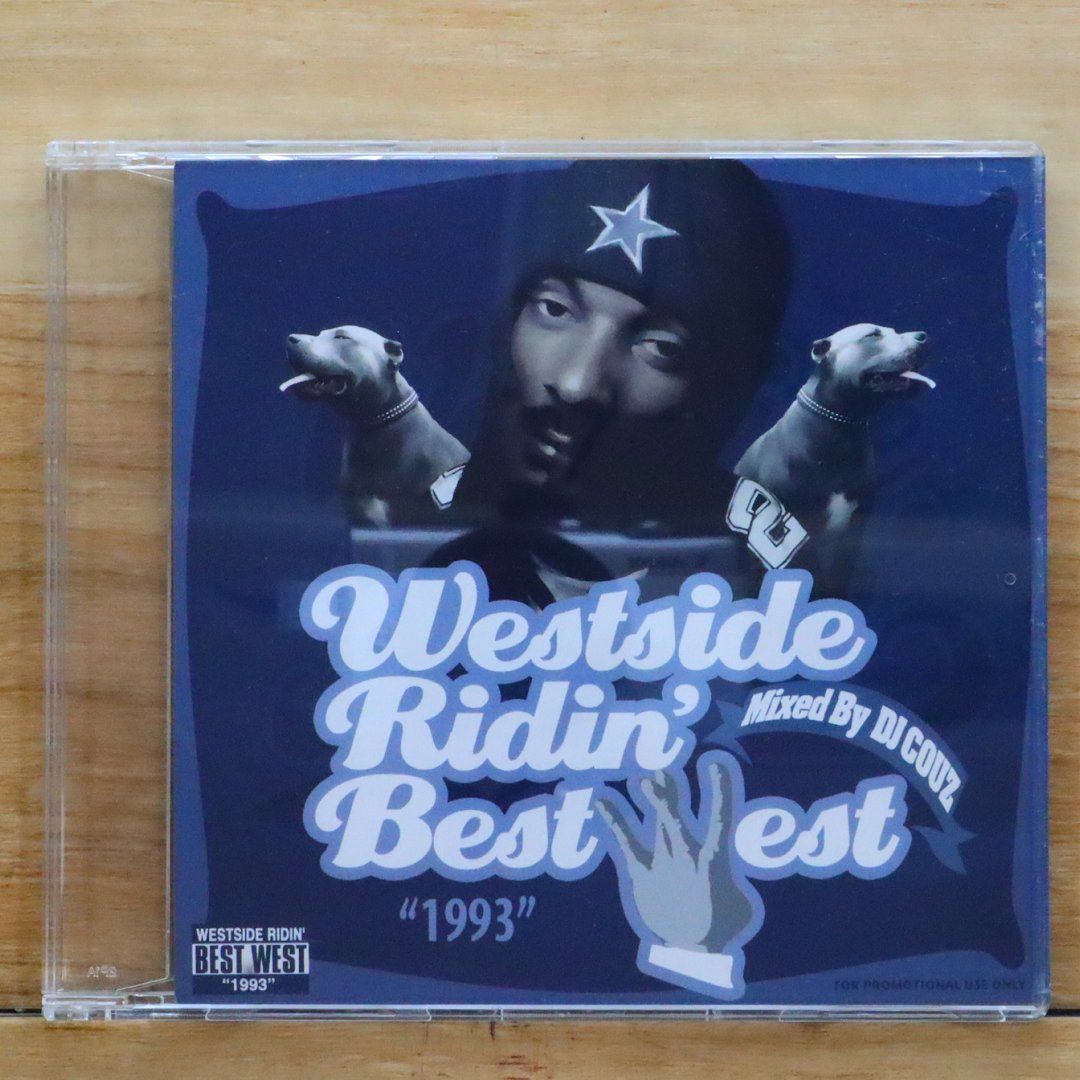 Westside
Ridin'
Mixed By DJ COUZ
Best West
“1993”
WESTSIDE RIDIN'
BEST WEST
“1993”
FOR PROMOTIONAL USE ONLY